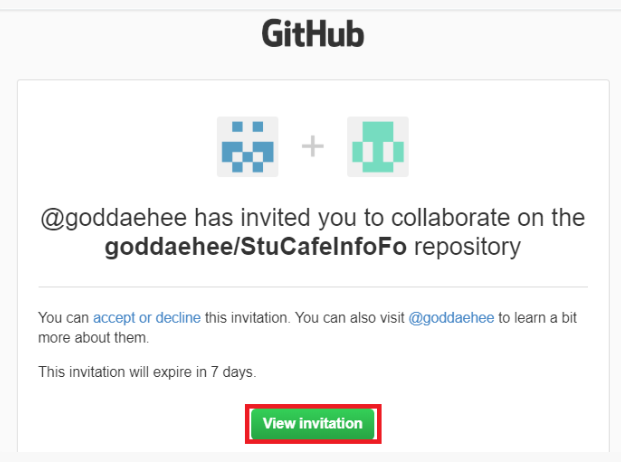 GitHub
@goddaehee has invited you to collaborate on the
goddaehee/StuCafeInfoFo repository
You can accept or decline this invitation. You can also visit @goddaehee to learn a bit
more about them.
This invitation will expire in 7 days.
View invitation